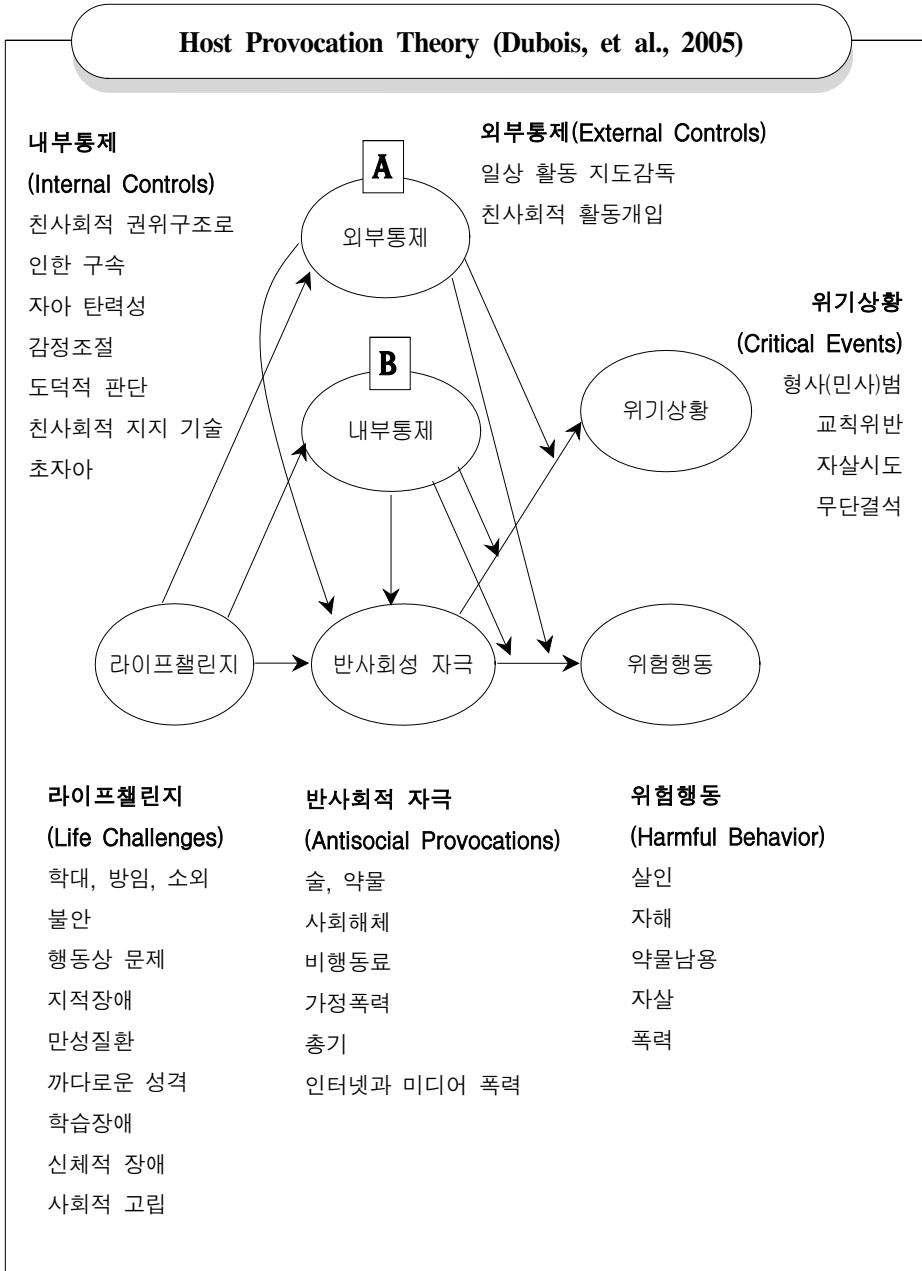 Host Provocation Theory (Dubois, et al., 2005)
내부통제
(Internal Controls)
친사회적 권위구조로
인한 구속
자아 탄력성
감정조절
도덕적 판단
친사회적 지지 기술
초자아
A
외부통제
외부통제(External Controls)
일상 활동 지도감독
친사회적 활동개입
B
내부통제
위기상황
(Critical Events)
형사(민사)범
교칙위반
자살시도
무단결석
위기상황
라이프챌린지
반사회성 자극
위험행동
라이프챌린지
(Life Challenges)
학대, 방임, 소외
불안
행동상 문제
지적장애
만성질환
까다로운 성격
학습장애
신체적 장애
사회적 고립
반사회적 자극
(Antisocial Provocations)
술, 약물
사회해체
비행동료
가정폭력
총기
인터넷과 미디어 폭력
위험행동
(Harmful Behavior)
살인
자해
약물남용
자살
폭력